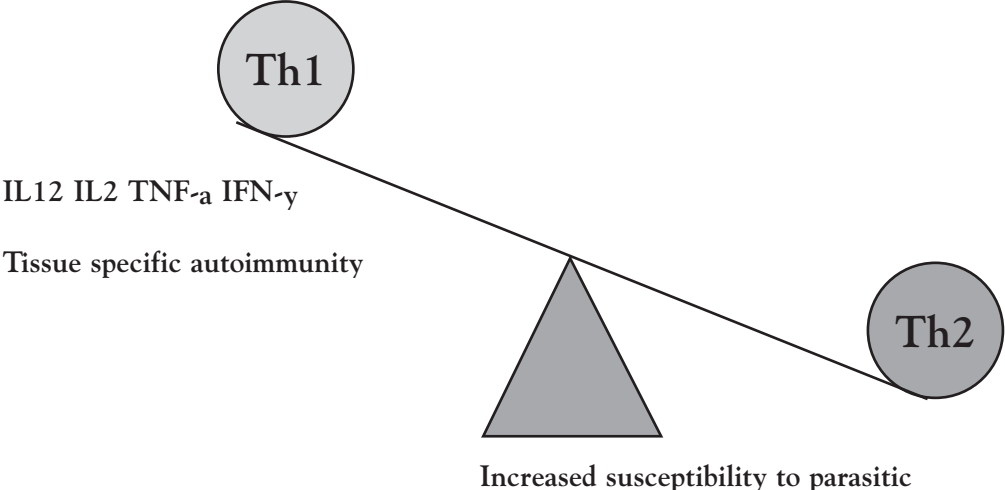 Th1
IL12 IL2 TNF-a IFN-y
Tissue specific autoimmunity
Th2
Increased susceptibility to parasitic